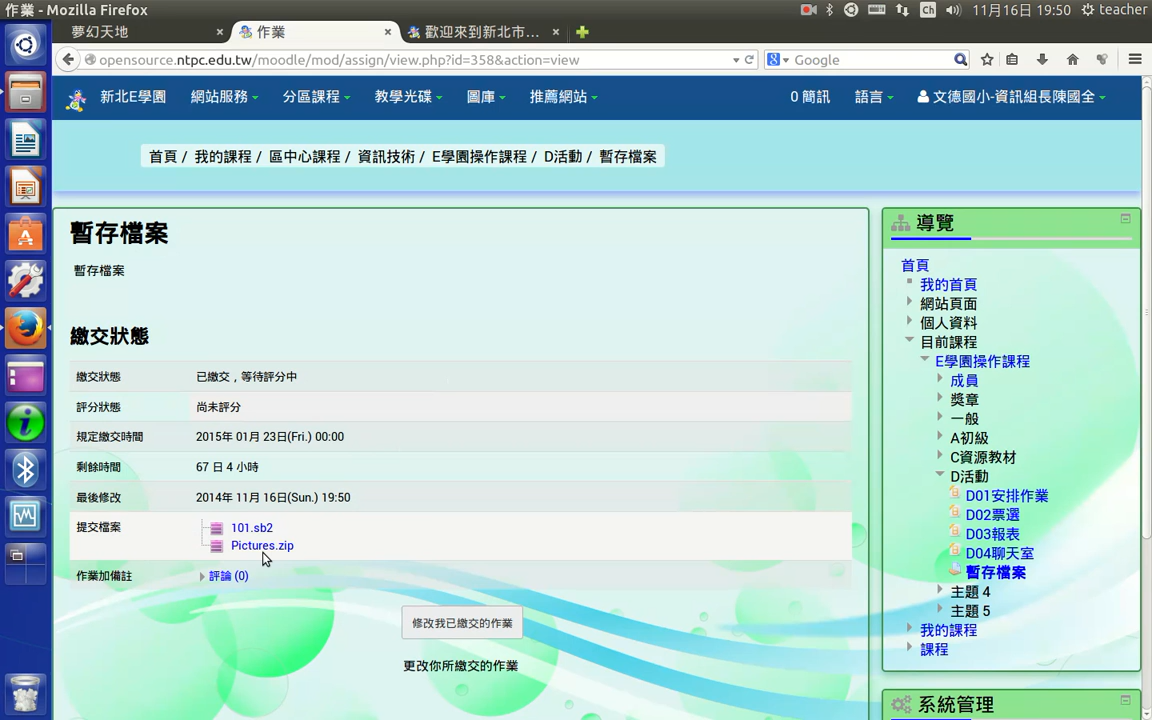 作業 - Mozilla Firefox
Ch
11月16日 19:50
teacher
夢幻天地 ×
作業 ×
歡迎來到新北市... ×
opensource.ntpc.edu.tw/moodle/mod/assign/view.php?id=358&action=view
Google
新北E學園 網站服務 分區課程 教學光碟 圖庫 推薦網站 0 簡訊 語言 文德國小-資訊組長陳國全
首頁 / 我的課程 / 區中心課程 / 資訊技術 / E學園操作課程 / D活動 / 暫存檔案
暫存檔案
暫存檔案
繳交狀態
繳交狀態 已繳交，等待評分中
評分狀態 尚未評分
規定繳交時間 2015年 01月 23日(Fri.) 00:00
剩餘時間 67 日 4 小時
最後修改 2014年 11月 16日(Sun.) 19:50
提交檔案 101.sb2
Pictures.zip
作業加備註 評論 (0)
修改我已繳交的作業
更改你所繳交的作業
導覽
首頁
我的首頁
網站頁面
個人資料
目前課程
E學園操作課程
成員
獎章
一般
A初級
C資源教材
D活動
D01安排作業
D02票選
D03報表
D04聊天室
暫存檔案
主題 4
主題 5
我的課程
課程
系統管理